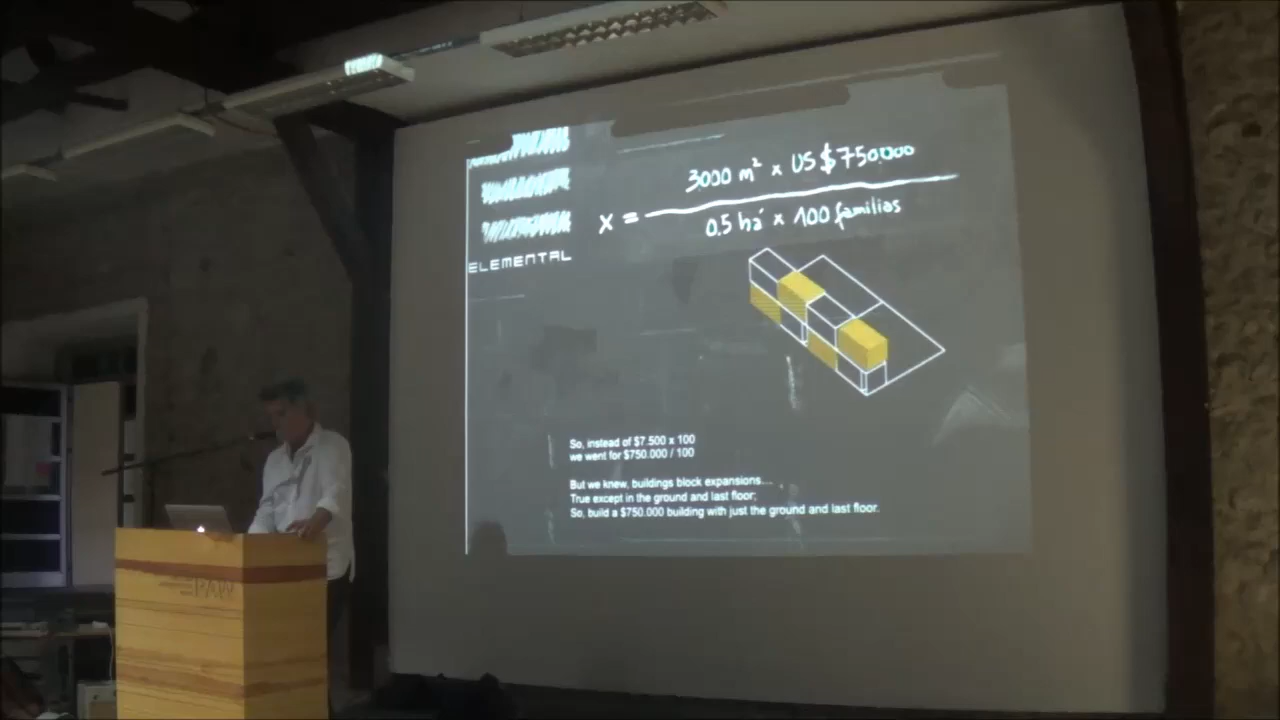 3000 m² x US $750.000
X =
0.5 há x 100 familias
ELEMENTAL
So, instead of $7.500 x 100
we went for $750.000 / 100
But we knew, buildings block expansions...
True except in the ground and last floor;
So, build a $750.000 building with just the ground and last floor.